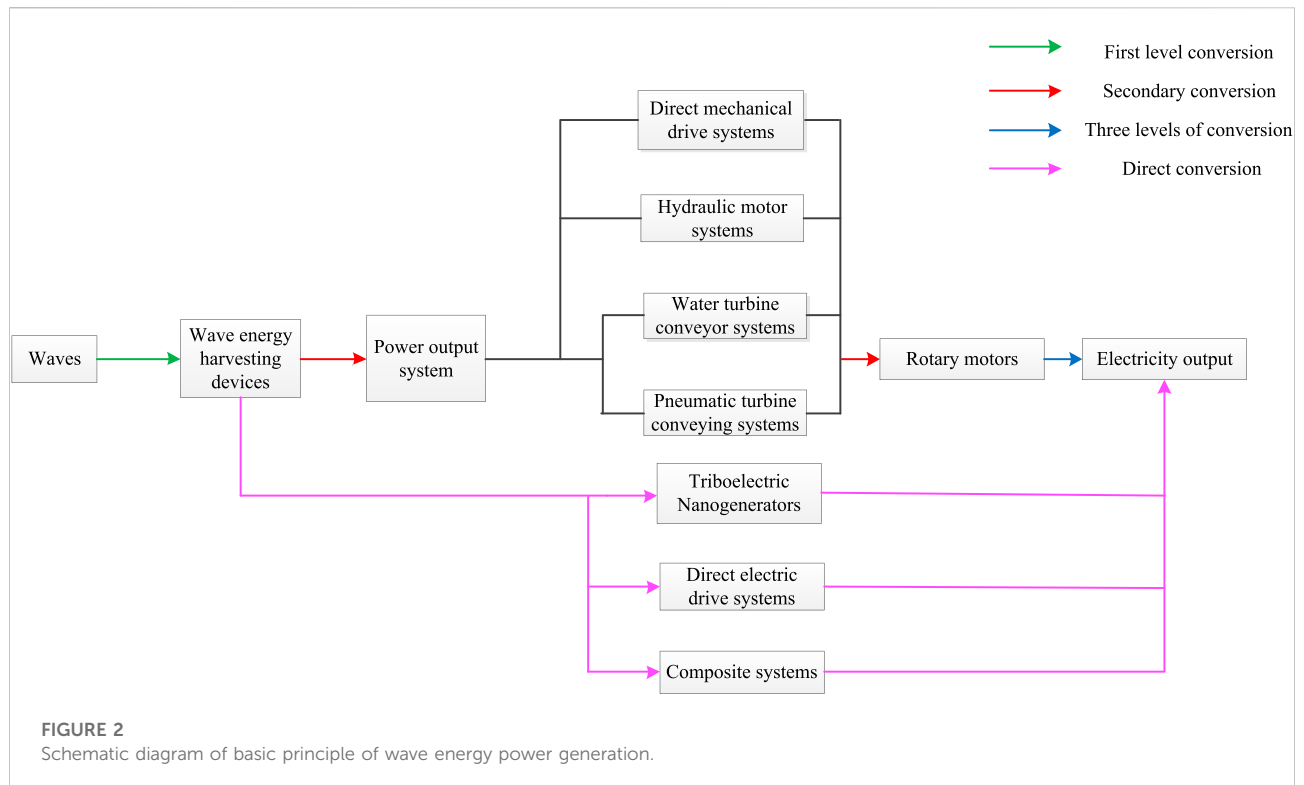 First level conversion
Secondary conversion
Three levels of conversion
Direct conversion
Direct mechanical
drive systems
Hydraulic motor
systems
Water turbine
conveyor systems
Pneumatic turbine
conveying systems
Waves
Wave energy
harvesting
devices
Power output
system
Rotary motors
Electricity output
Triboelectric
Nanogenerators
Direct electric
drive systems
Composite systems
FIGURE 2
Schematic diagram of basic principle of wave energy power generation.